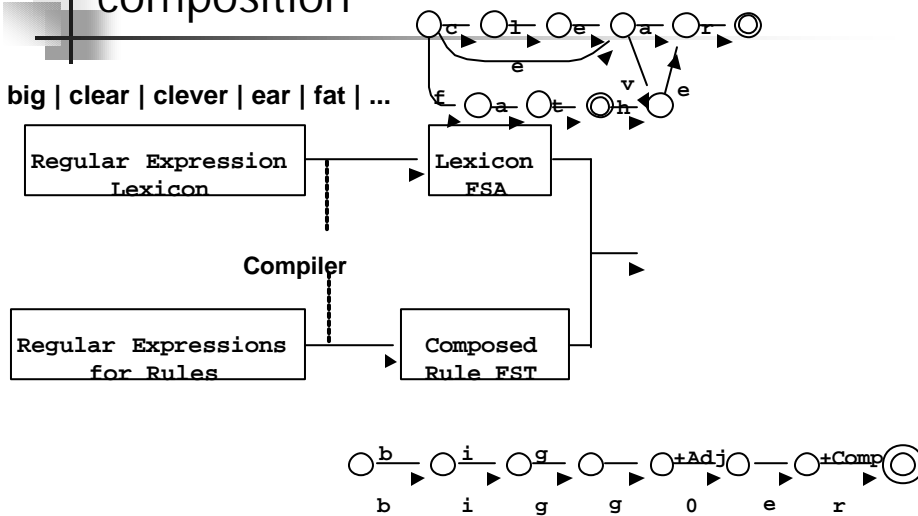 composition
c l e a r
e
v e
big | clear | clever | ear | fat | ...
f a t h
Regular Expression
Lexicon
Lexicon
FSA
Compiler
Regular Expressions
for Rules
Composed
Rule FST
b i g +Adj +Comp
b i g g 0 e r